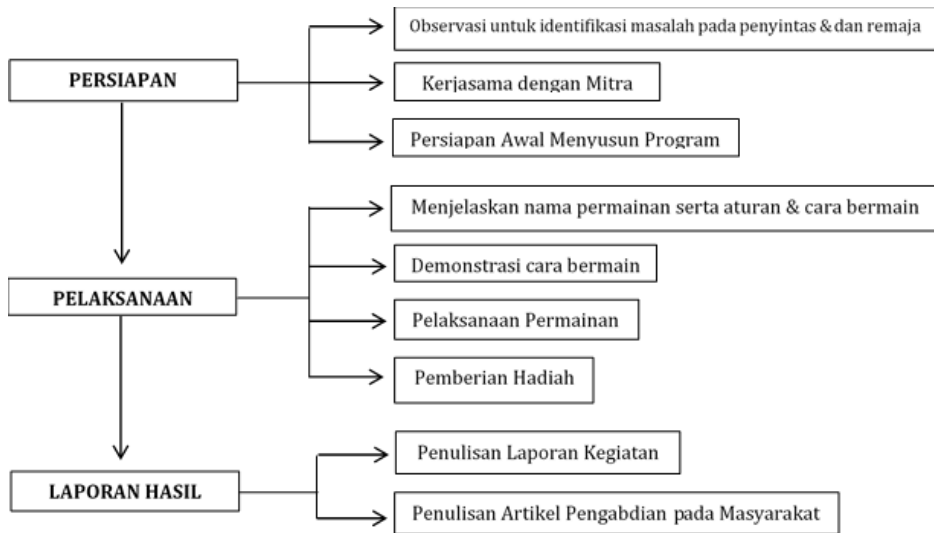 PERSIAPAN
Observasi untuk identifikasi masalah pada penyintas & dan remaja
Kerjasama dengan Mitra
Persiapan Awal Menyusun Program
PELAKSANAAN
Menjelaskan nama permainan serta aturan & cara bermain
Demonstrasi cara bermain
Pelaksanaan Permainan
Pemberian Hadiah
LAPORAN HASIL
Penulisan Laporan Kegiatan
Penulisan Artikel Pengabdian pada Masyarakat